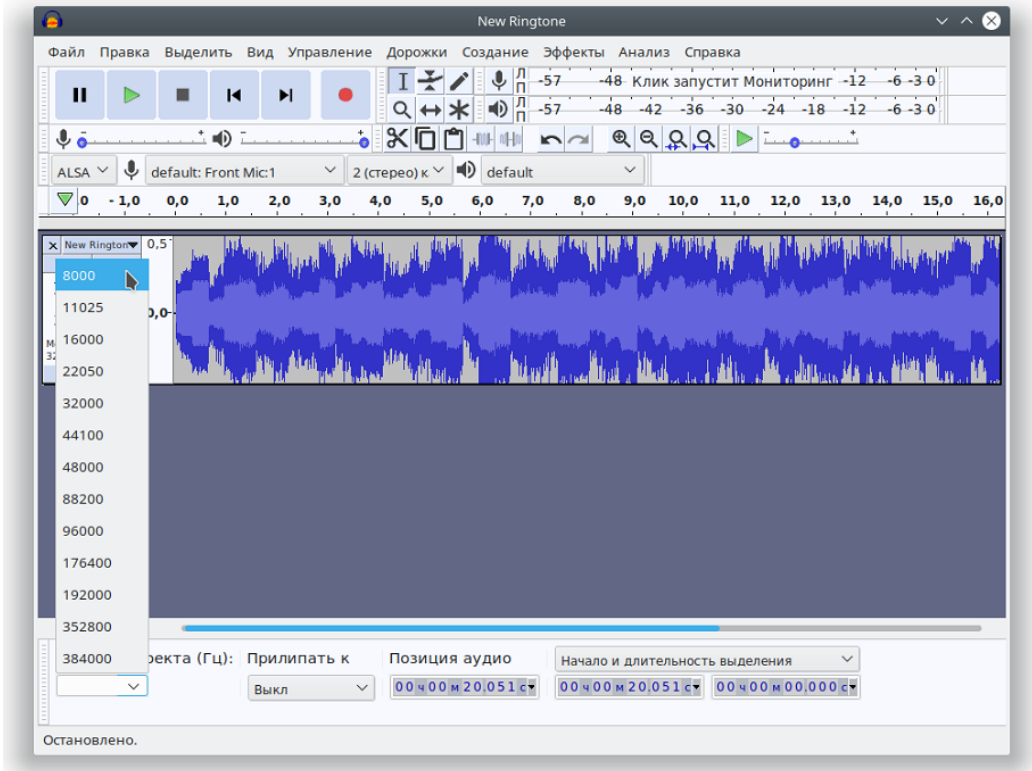 New Ringtone
Файл Правка Выделить Вид Управление Дорожки Создание Эффекты Анализ Справка
Л П -57 -48 Клик запустит Мониторинг -12 -6 -3 0
Л П -57 -48 -42 -36 -30 -24 -18 -12 -6 -3 0
- + - + - +
ALSA default: Front Mic:1 2 (стерео) к default
0 - 1,0 0,0 1,0 2,0 3,0 4,0 5,0 6,0 7,0 8,0 9,0 10,0 11,0 12,0 13,0 14,0 15,0 16,0
New Rington 0,5
8000
11025
16000
22050
32000
44100
48000
88200
96000
176400
192000
352800
384000
(Гц): Прилипать к Позиция аудио Начало и длительность выделения
Выкл 00 ч 00 м 20.051 с 00 ч 00 м 20.051 с 00 ч 00 м 00.000 с
Остановлено.